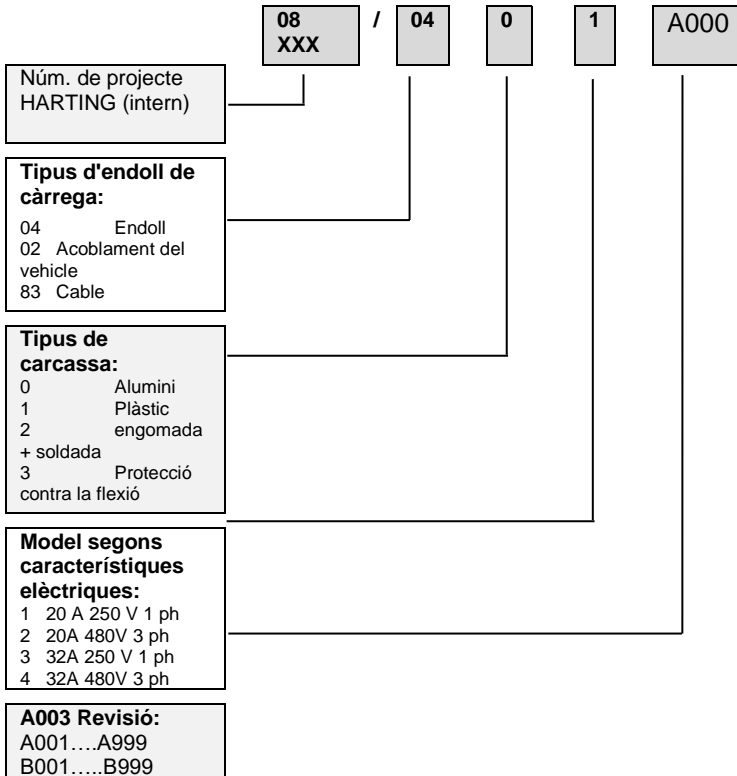 08 / 04 0 1 A000
XXX
Núm. de projecte
HARTING (intern)
Tipus d'endoll de
càrrega:
04 Endoll
02 Acoblament del
vehicle
83 Cable
Tipus de
carcassa:
0 Alumini
1 Plàstic
2 engomada
+ soldada
3 Protecció
contra la flexió
Model segons
característiques
elèctriques:
1 20 A 250 V 1 ph
2 20A 480V 3 ph
3 32A 250 V 1 ph
4 32A 480V 3 ph
A003 Revisió:
A001….A999
B001…..B999